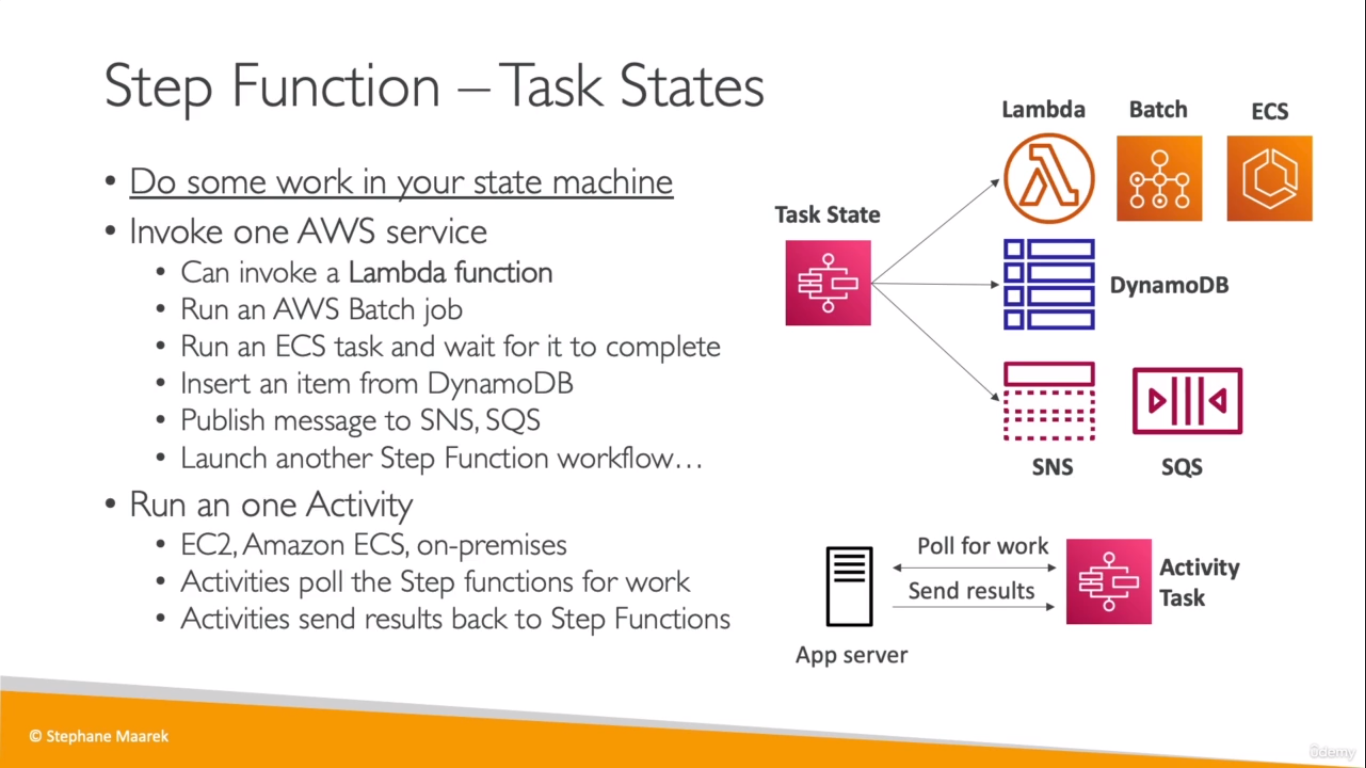 Step Function – Task States
• Do some work in your state machine
• Invoke one AWS service
• Can invoke a Lambda function
• Run an AWS Batch job
• Run an ECS task and wait for it to complete
• Insert an item from DynamoDB
• Publish message to SNS, SQS
• Launch another Step Function workflow…
• Run an one Activity
• EC2, Amazon ECS, on-premises
• Activities poll the Step functions for work
• Activities send results back to Step Functions
Lambda
Batch
ECS
Task State
DynamoDB
SNS
SQS
Poll for work
Send results
Activity
Task
App server
© Stephane Maarek
ûdemy